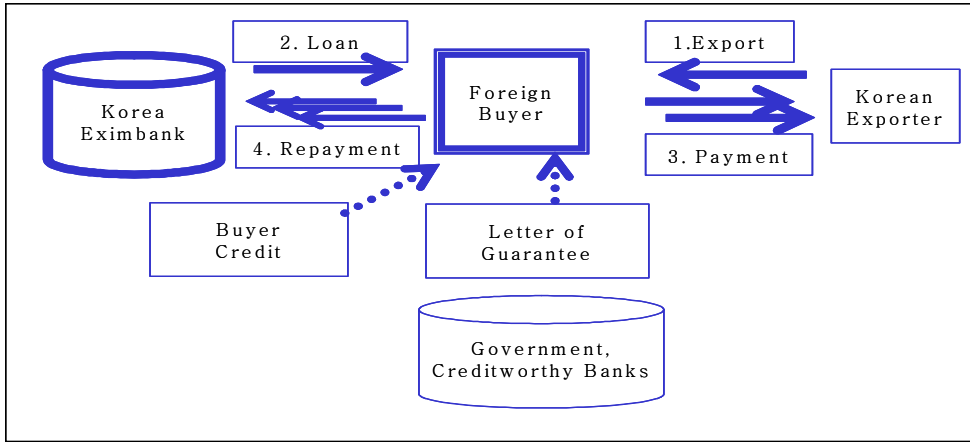 2. Loan
1.Export
Korea
Eximbank
Foreign
Buyer
Korean
Exporter
4. Repayment
3. Payment
Buyer
Credit
Letter of
Guarantee
Government,
Creditworthy Banks